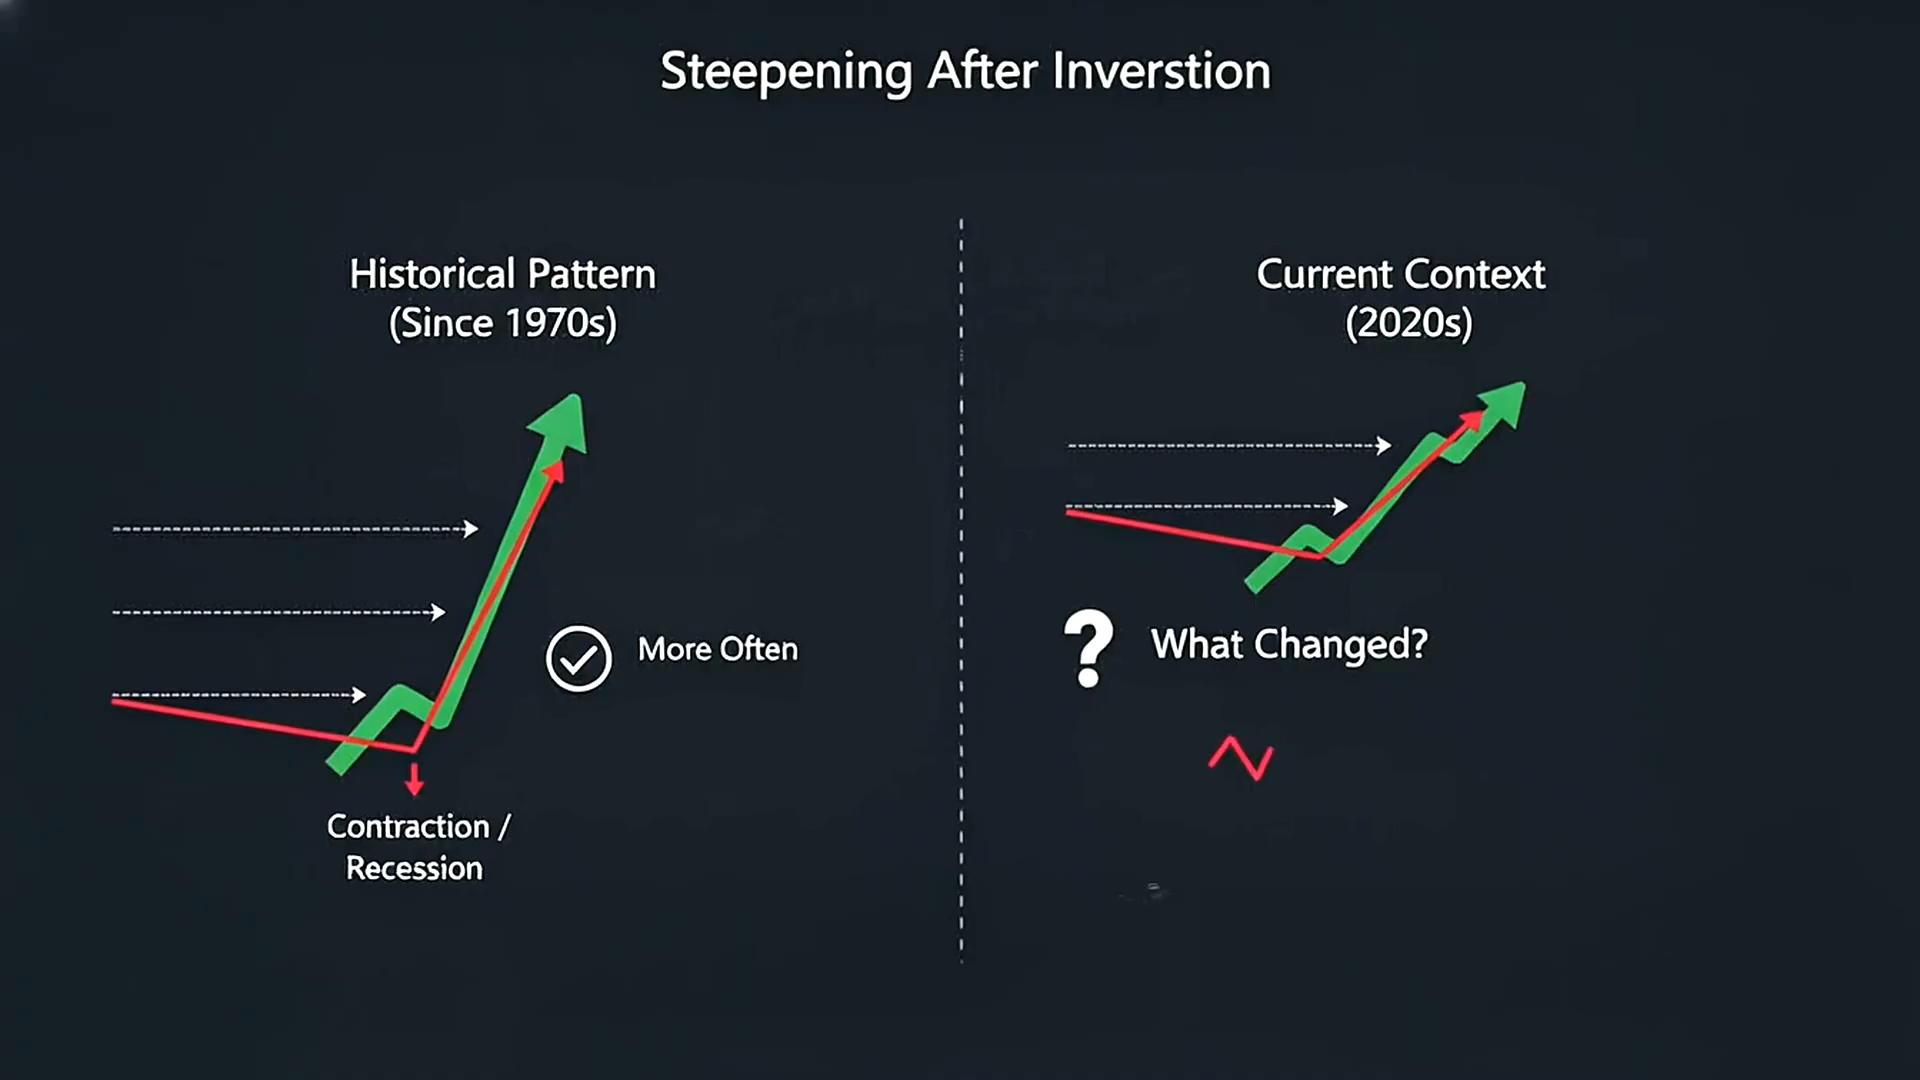 Steepening After Inverstion
Historical Pattern
(Since 1970s)
More Often
Contraction /
Recession
Current Context
(2020s)
? What Changed?